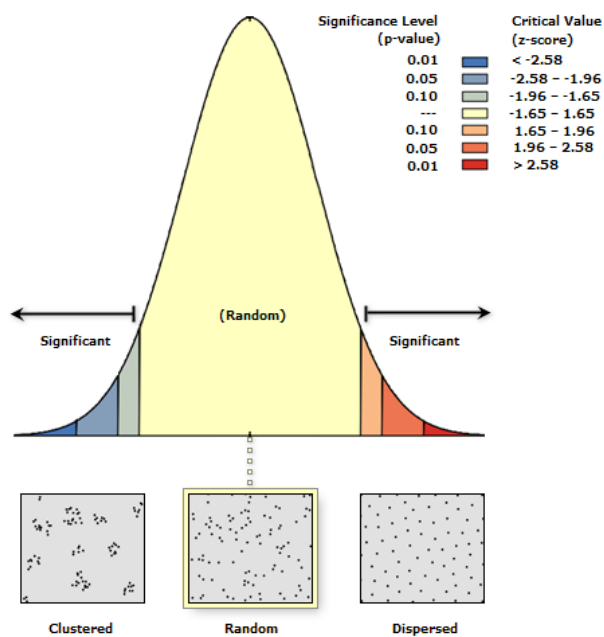 Significance Level Critical Value
(p-value) (z-score)
0.01 < -2.58
0.05 -2.58 – -1.96
0.10 -1.96 – -1.65
--- -1.65 – 1.65
0.10 1.65 – 1.96
0.05 1.96 – 2.58
0.01 > 2.58
(Random)
Significant Significant
Clustered Random Dispersed